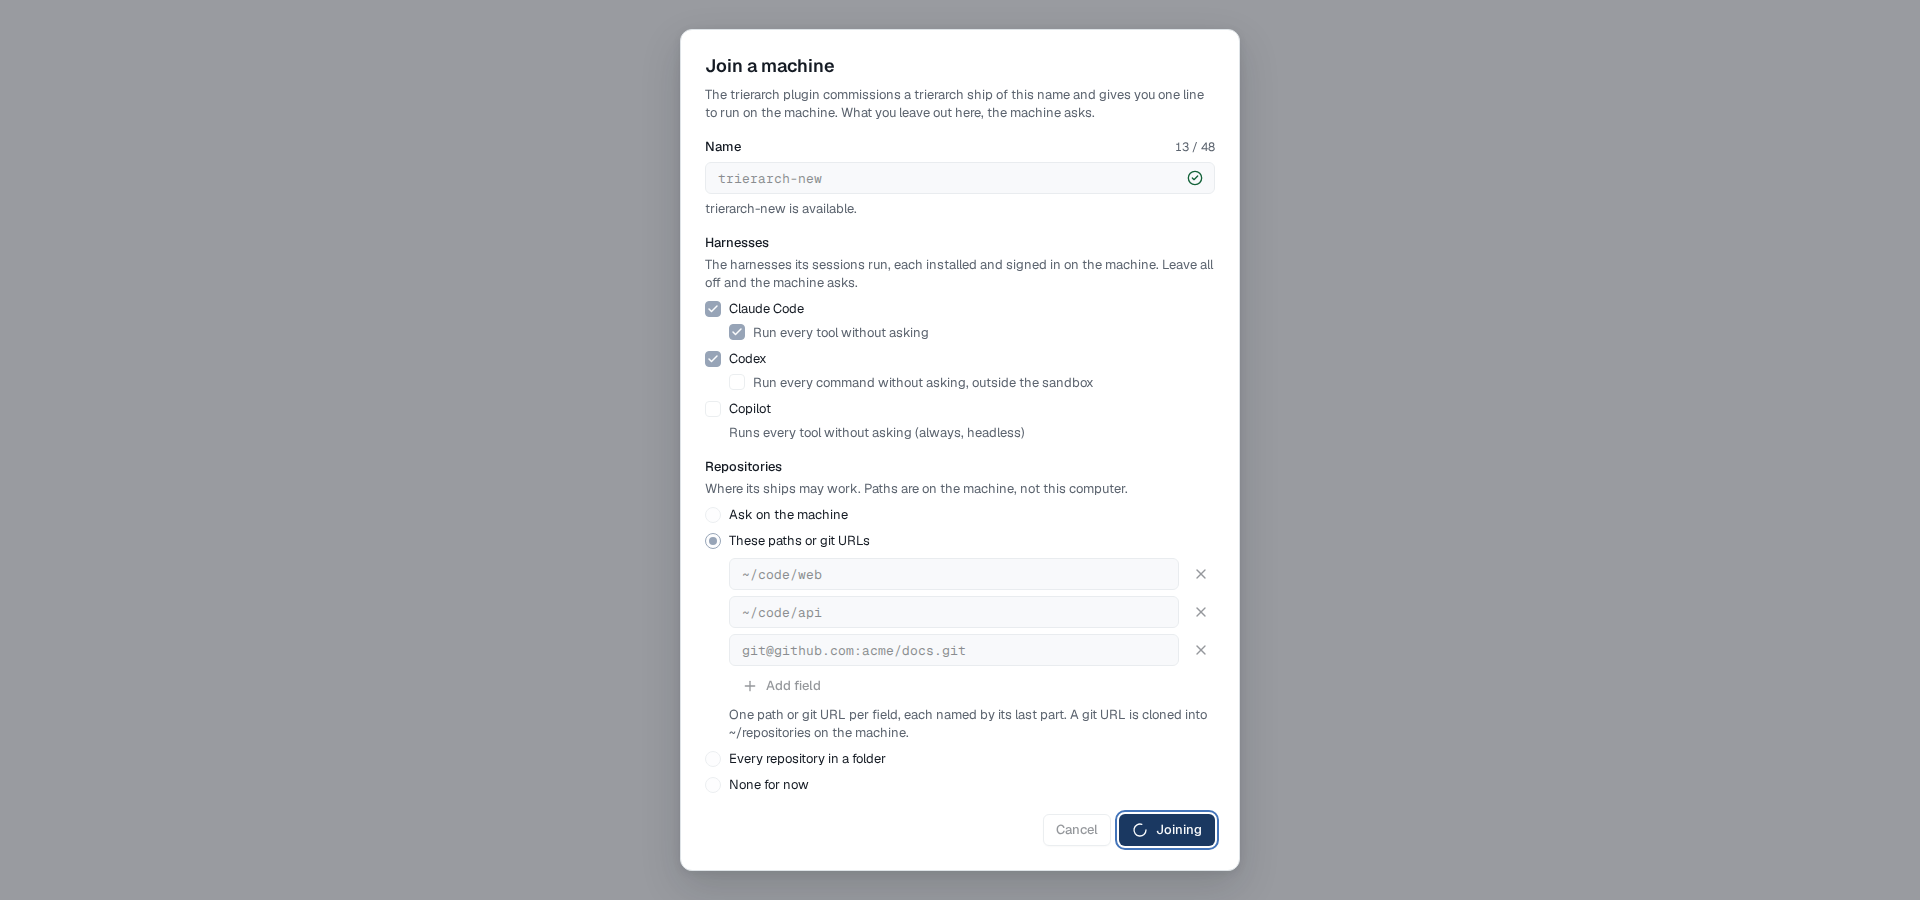 Join a machine
The trierarch plugin commissions a trierarch ship of this name and gives you one line
to run on the machine. What you leave out here, the machine asks.
Name
13 / 48
trierarch-new
trierarch-new is available.
Harnesses
The harnesses its sessions run, each installed and signed in on the machine. Leave all
off and the machine asks.
Claude Code
Run every tool without asking
Codex
Run every command without asking, outside the sandbox
Copilot
Runs every tool without asking (always, headless)
Repositories
Where its ships may work. Paths are on the machine, not this computer.
Ask on the machine
These paths or git URLs
~/code/web
~/code/api
git@github.com:acme/docs.git
Add field
One path or git URL per field, each named by its last part. A git URL is cloned into
~/repositories on the machine.
Every repository in a folder
None for now
Cancel
Joining